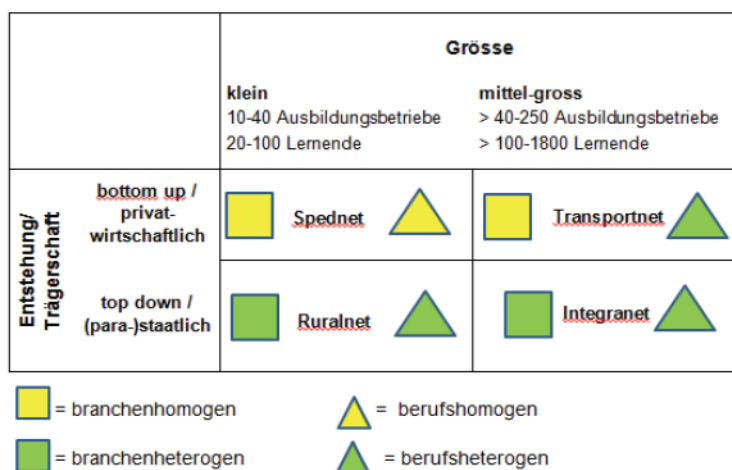 Grösse
klein
10-40 Ausbildungsbetriebe
20-100 Lernende
mittel-gross
> 40-250 Ausbildungsbetriebe
> 100-1800 Lernende
Entstehung/
Trägerschaft
bottom up /
privat-
wirtschaftlich
Spednet
Transportnet
top down /
(para-)staatlich
Ruralnet
Integranet
= branchenhomogen
= berufshomogen
= branchenheterogen
= berufsheterogen